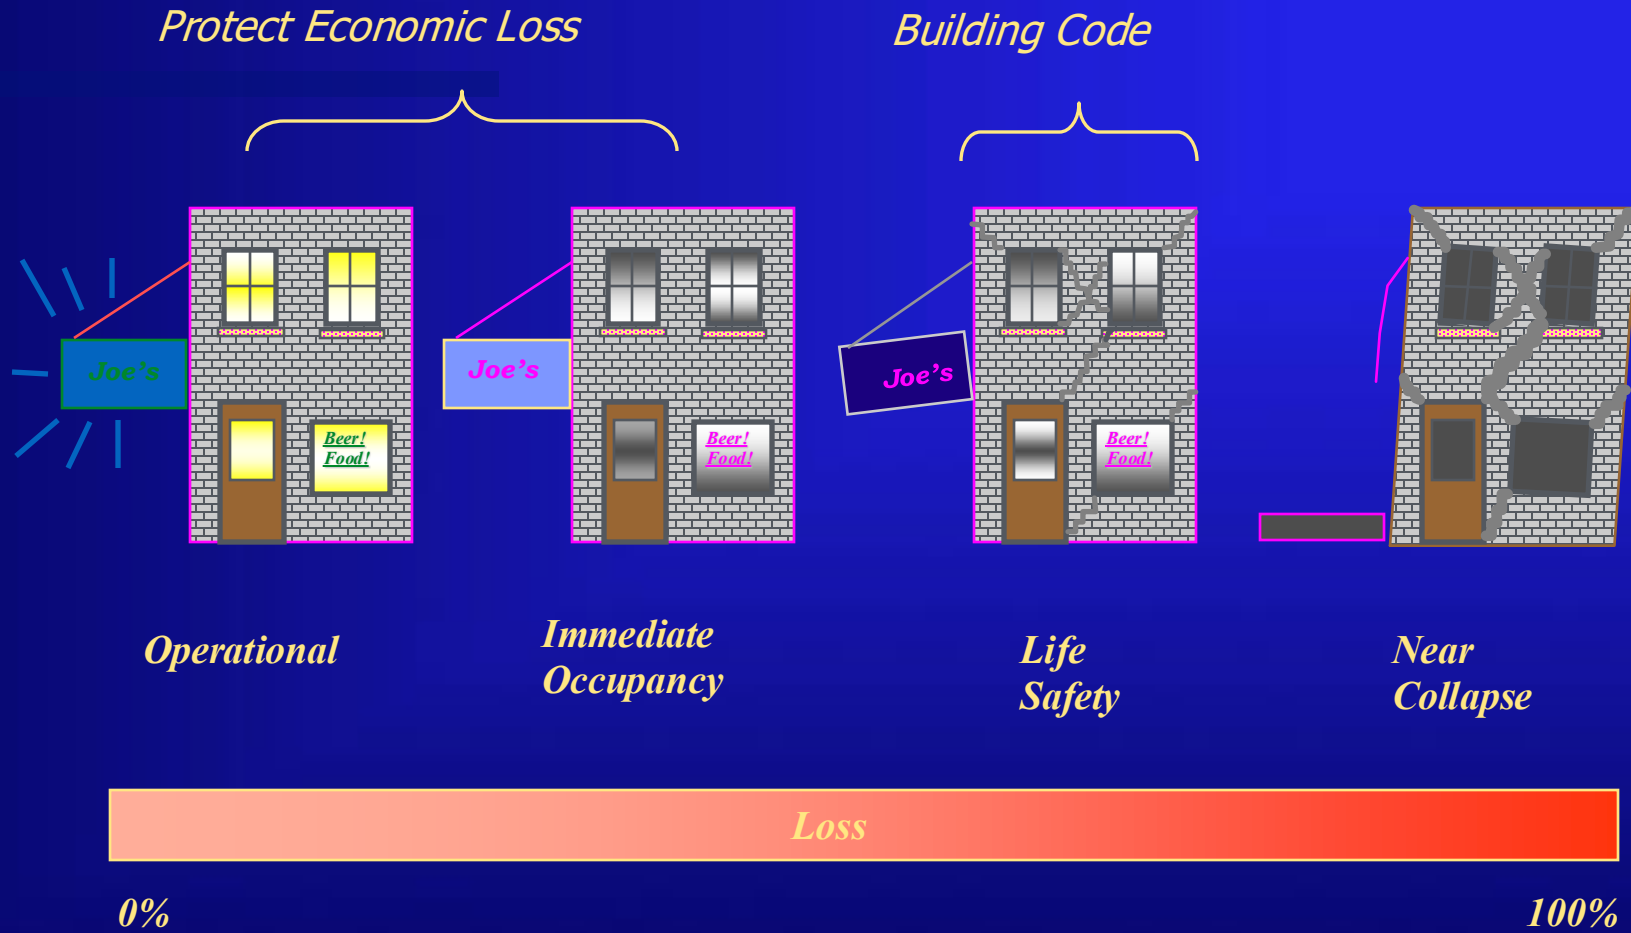 Protect Economic Loss
Building Code
Joe's
Beer!
Food!
Joe's
Beer!
Food!
Joe's
Beer!
Food!
Operational
Immediate
Occupancy
Life
Safety
Near
Collapse
Loss
0%
100%